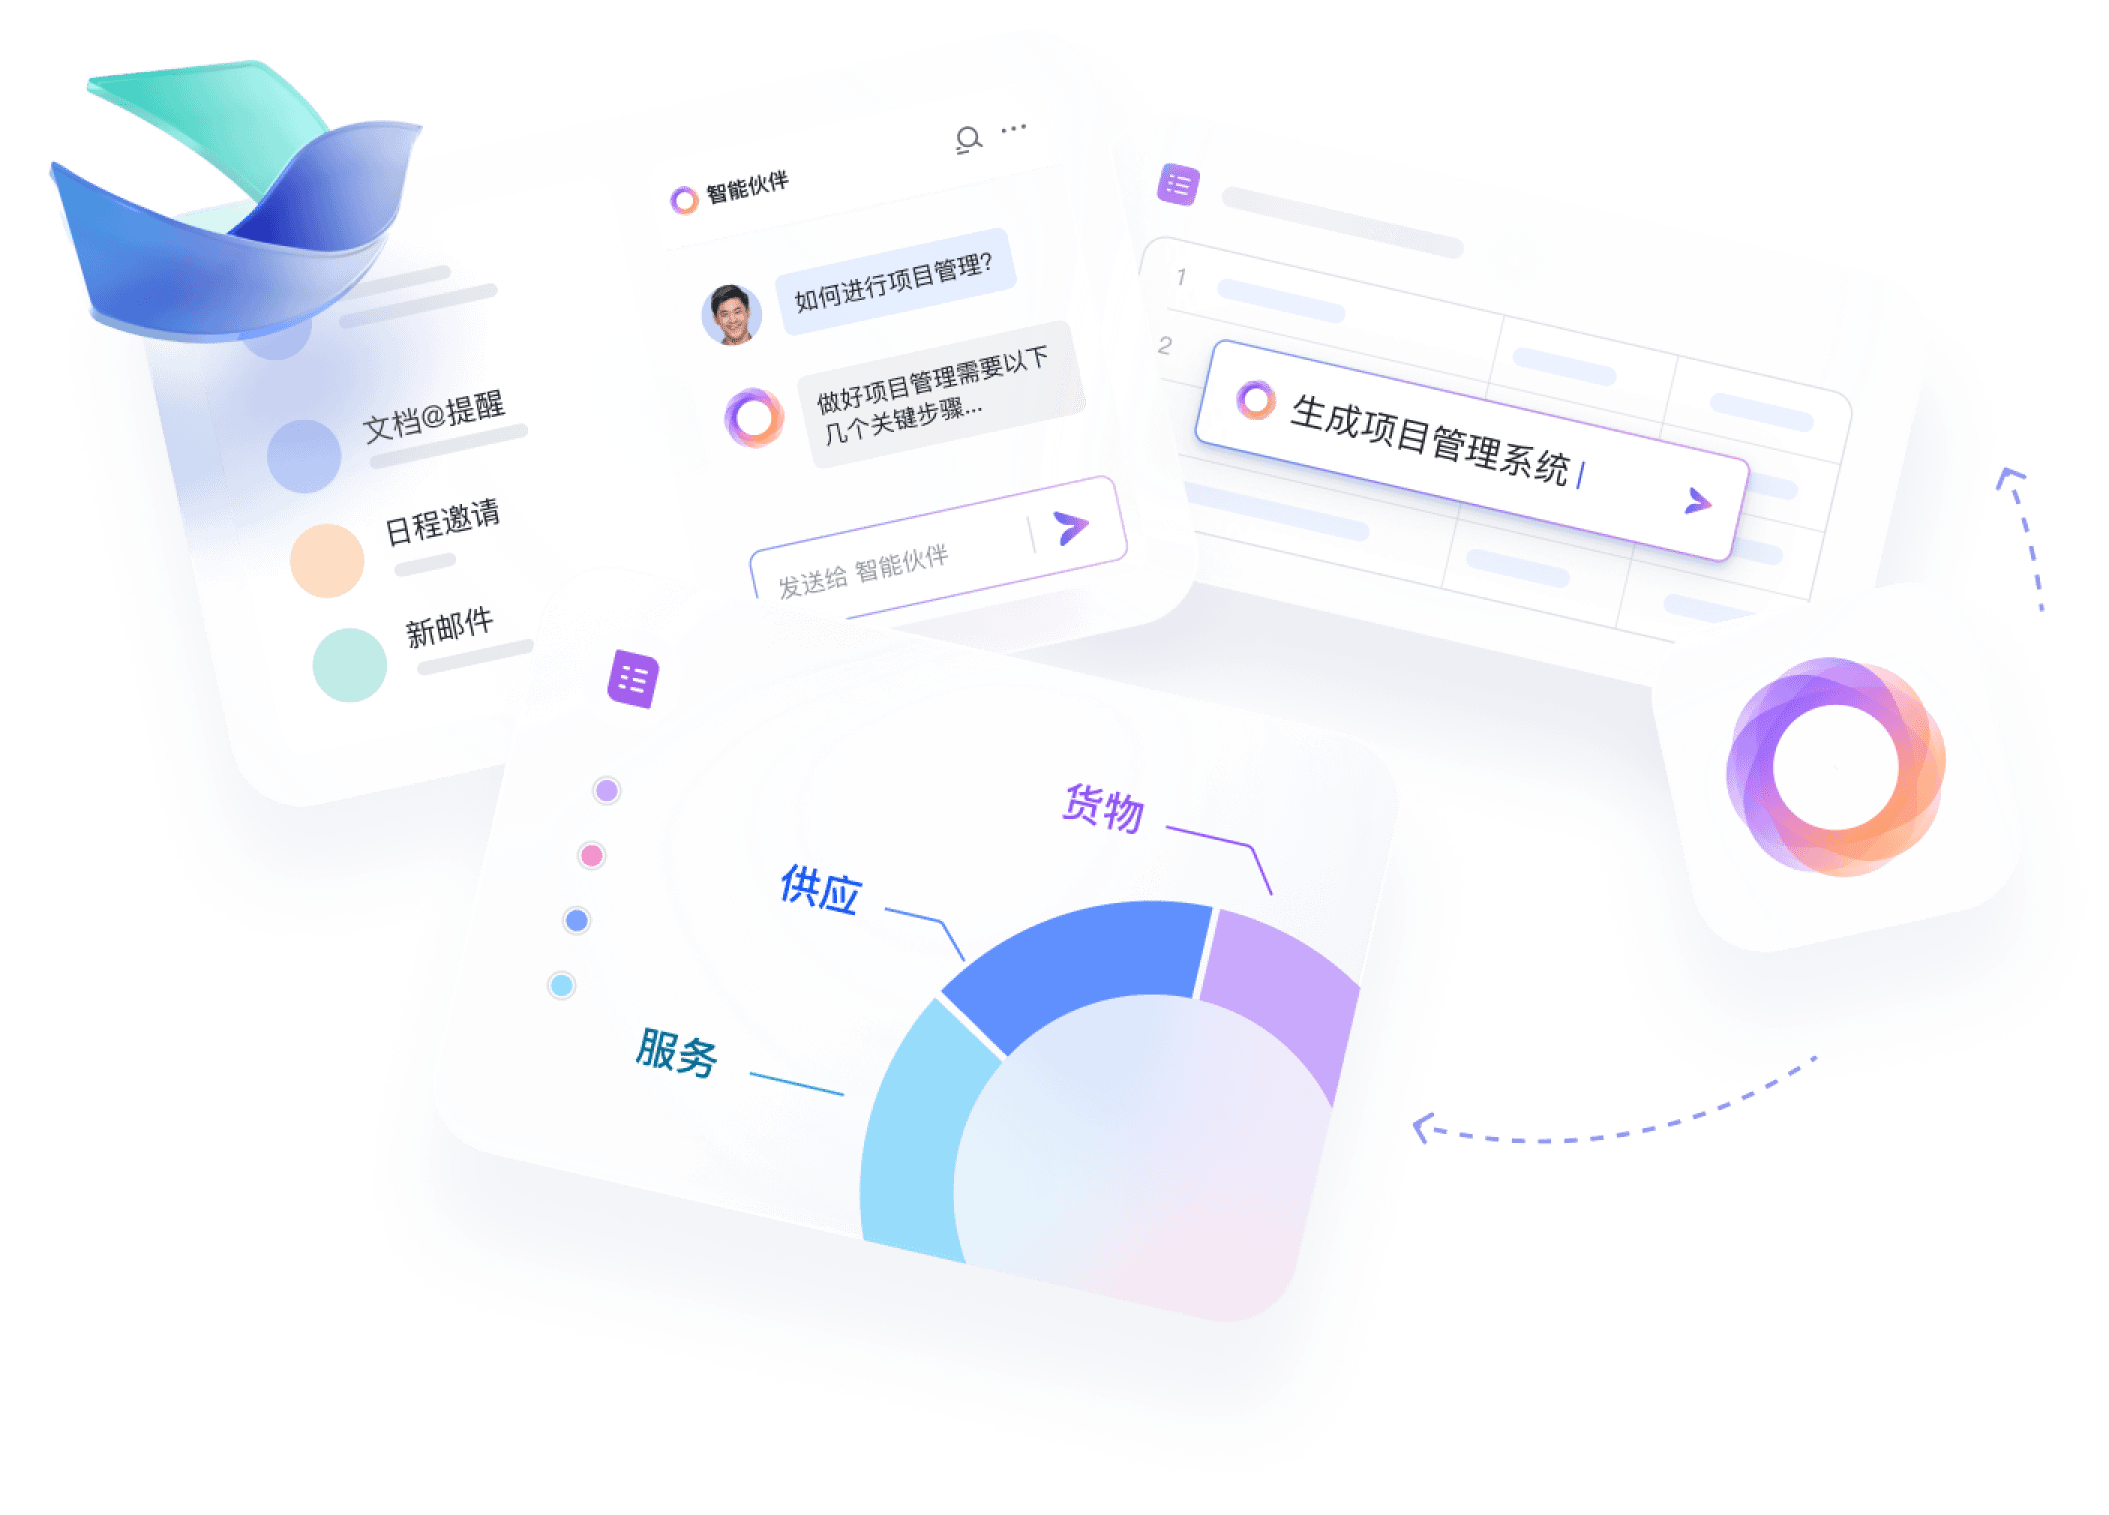 智能伙伴
如何进行项目管理?
做好项目管理需要以下
几个关键步骤...
发送给 智能伙伴
文档@提醒
日程邀请
新邮件
1
2
生成项目管理系统
货物
供应
服务